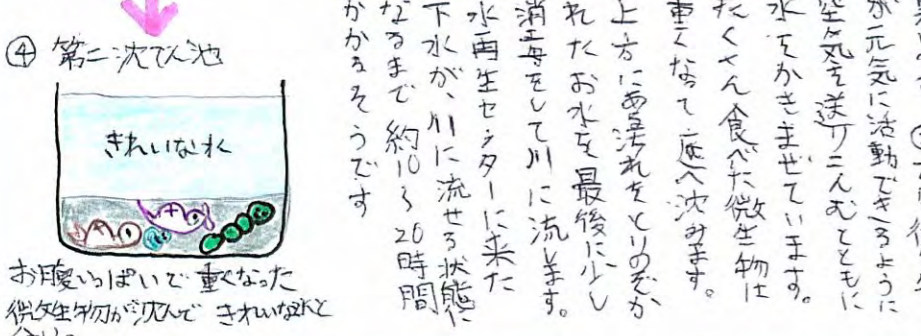 ④ 第二沈でん池
きれいな水
お腹いっぱいで重くなった
微生物が沈んで きれいな水と
が元気に活動できるように
空気を送りこんむとともに
水をかきまぜています。
たくさん食べた微生物は
重くなって底へ沈みます。
上方にある汚れをとりのぞか
れたお水を最後に少し
消毒をして川に流します。
水再生センターに来た
下水が、川に流せる状態に
なるまで約10〜20時間
かかるそうです